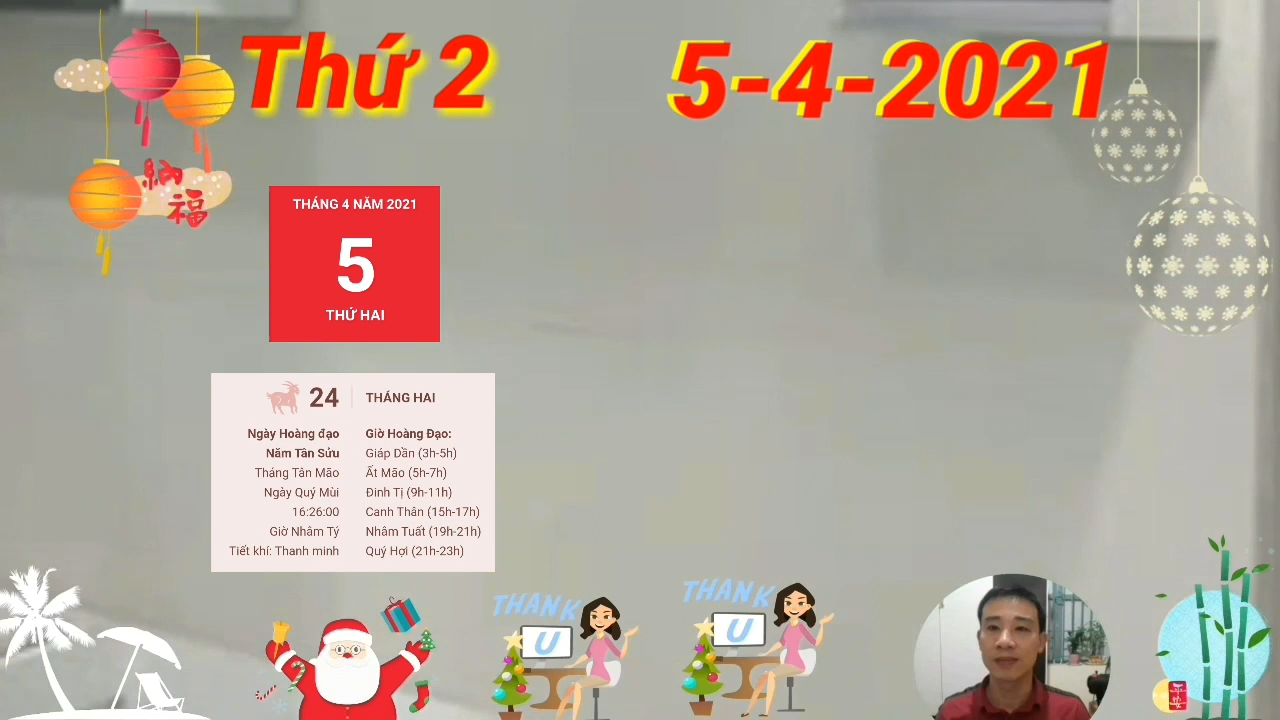 Thứ 2
5-4-2021
納
福
THÁNG 4 NĂM 2021
5
THỨ HAI
24
THÁNG HAI
Ngày Hoàng đạo
Năm Tân Sửu
Tháng Tân Mão
Ngày Quý Mùi
16:26:00
Giờ Nhâm Tý
Tiết khí: Thanh minh
Giờ Hoàng Đạo:
Giáp Dần (3h-5h)
Ất Mão (5h-7h)
Đinh Tị (9h-11h)
Canh Thân (15h-17h)
Nhâm Tuất (19h-21h)
Quý Hợi (21h-23h)
THANK
U
THANK
U